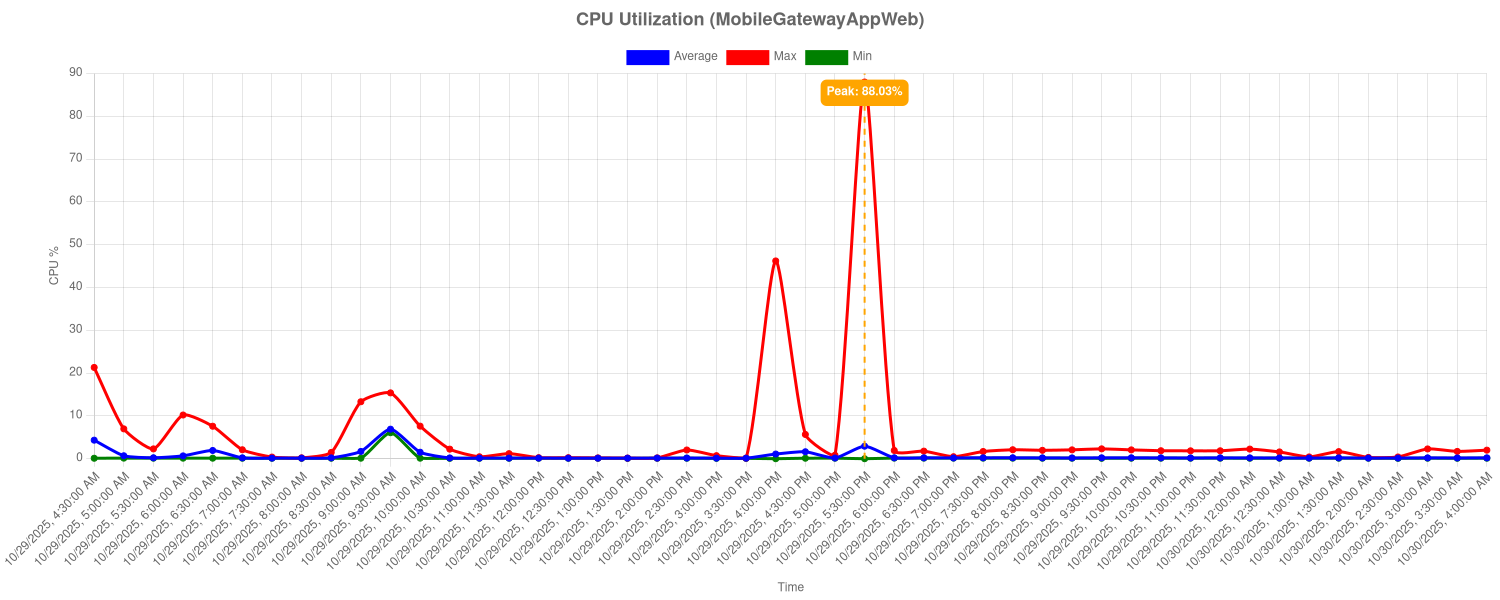 CPU Utilization (MobileGatewayAppWeb)
Average Max Min
90
Peak: 88.03%
80
70
60
50
40
30
20
10
0
CPU %
10/29/2025, 4:30:00 AM
10/29/2025, 5:00:00 AM
10/29/2025, 5:30:00 AM
10/29/2025, 6:00:00 AM
10/29/2025, 6:30:00 AM
10/29/2025, 7:00:00 AM
10/29/2025, 7:30:00 AM
10/29/2025, 8:00:00 AM
10/29/2025, 8:30:00 AM
10/29/2025, 9:00:00 AM
10/29/2025, 9:30:00 AM
10/29/2025, 10:00:00 AM
10/29/2025, 10:30:00 AM
10/29/2025, 11:00:00 AM
10/29/2025, 11:30:00 AM
10/29/2025, 12:00:00 PM
10/29/2025, 12:30:00 PM
10/29/2025, 1:00:00 PM
10/29/2025, 1:30:00 PM
10/29/2025, 2:00:00 PM
10/29/2025, 2:30:00 PM
10/29/2025, 3:00:00 PM
10/29/2025, 3:30:00 PM
10/29/2025, 4:00:00 PM
10/29/2025, 4:30:00 PM
10/29/2025, 5:00:00 PM
10/29/2025, 5:30:00 PM
10/29/2025, 6:00:00 PM
10/29/2025, 6:30:00 PM
10/29/2025, 7:00:00 PM
10/29/2025, 7:30:00 PM
10/29/2025, 8:00:00 PM
10/29/2025, 8:30:00 PM
10/29/2025, 9:00:00 PM
10/29/2025, 9:30:00 PM
10/29/2025, 10:00:00 PM
10/29/2025, 10:30:00 PM
10/29/2025, 11:00:00 PM
10/29/2025, 11:30:00 PM
10/30/2025, 12:00:00 AM
10/30/2025, 12:30:00 AM
10/30/2025, 1:00:00 AM
10/30/2025, 1:30:00 AM
10/30/2025, 2:00:00 AM
10/30/2025, 2:30:00 AM
10/30/2025, 3:00:00 AM
10/30/2025, 3:30:00 AM
10/30/2025, 4:00:00 AM
Time